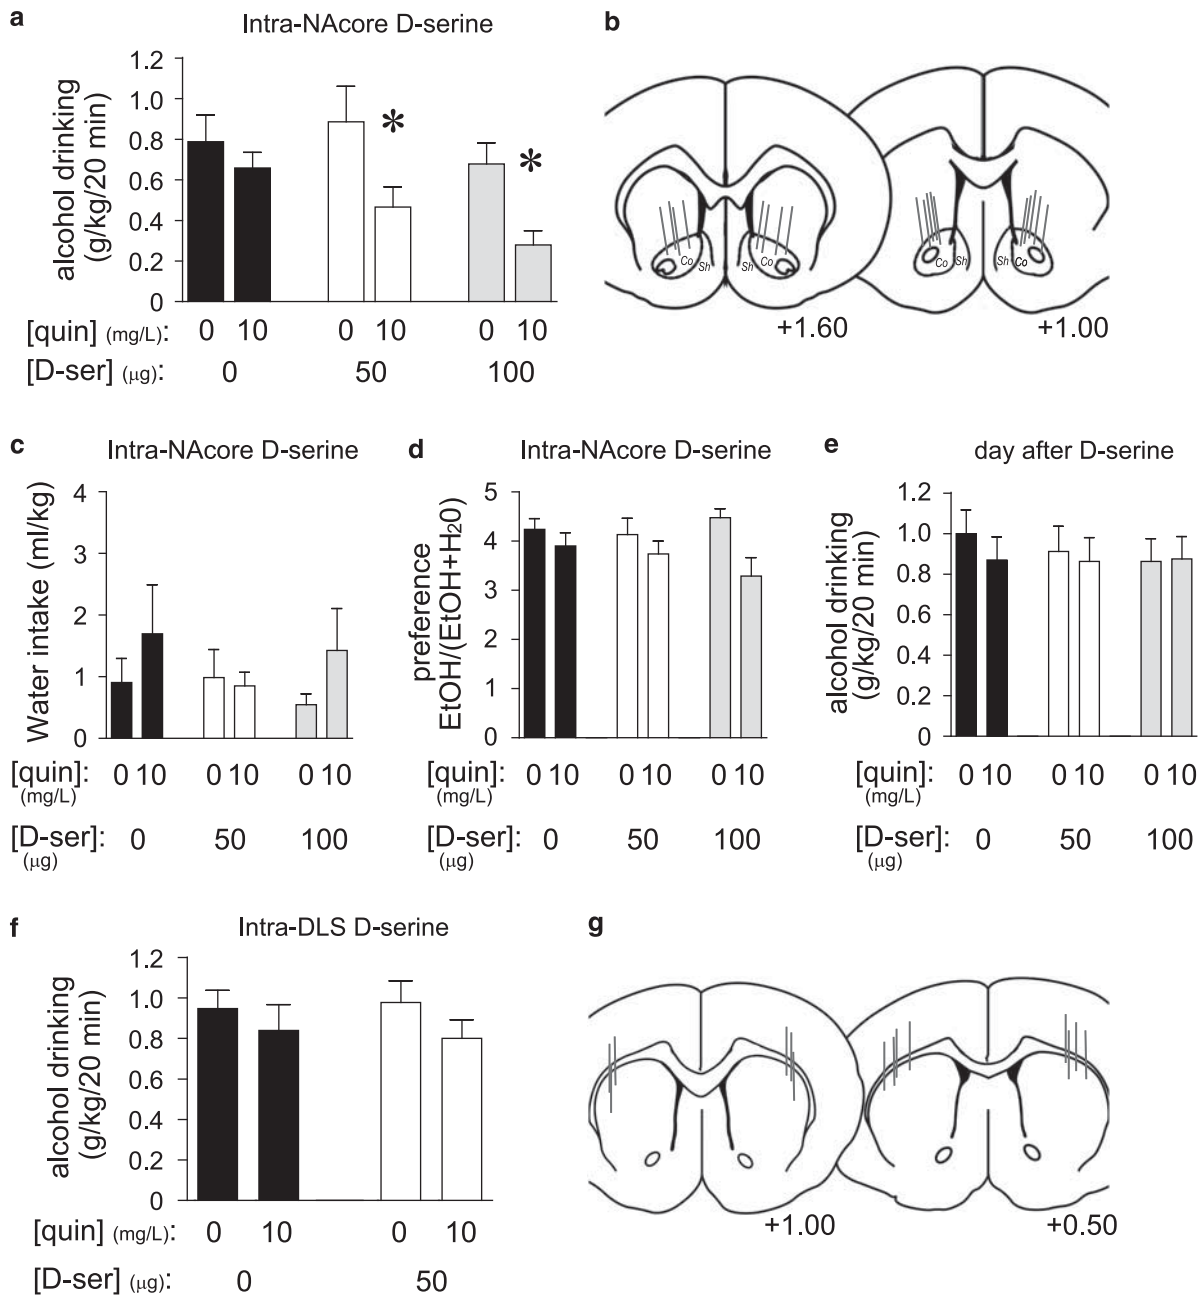 a
Intra-NAcore D-serine
alcohol drinking
(g/kg/20 min)
1.2
1.0
0.8
0.6
0.4
0.2
0
*
*
[quin] (mg/L): 0 10 0 10 0 10
[D-ser] (μg): 0 50 100
b
Co
Sh
Sh
Co
+1.60
Co
Sh
Sh
Co
+1.00
c
Intra-NAcore D-serine
Water intake (ml/kg)
4
3
2
1
0
[quin]: 0 10 0 10 0 10
(mg/L)
[D-ser]: 0 50 100
(μg)
d
Intra-NAcore D-serine
preference
EtOH/(EtOH+H20)
5
4
3
2
1
0
[quin]: 0 10 0 10 0 10
(mg/L)
[D-ser]: 0 50 100
(μg)
e
day after D-serine
alcohol drinking
(g/kg/20 min)
1.2
1.0
0.8
0.6
0.4
0.2
0
[quin]: 0 10 0 10 0 10
(mg/L)
[D-ser]: 0 50 100
(μg)
f
Intra-DLS D-serine
alcohol drinking
(g/kg/20 min)
1.2
1.0
0.8
0.6
0.4
0.2
0
[quin] (mg/L): 0 10 0 10
[D-ser] (μg): 0 50
g
+1.00
+0.50